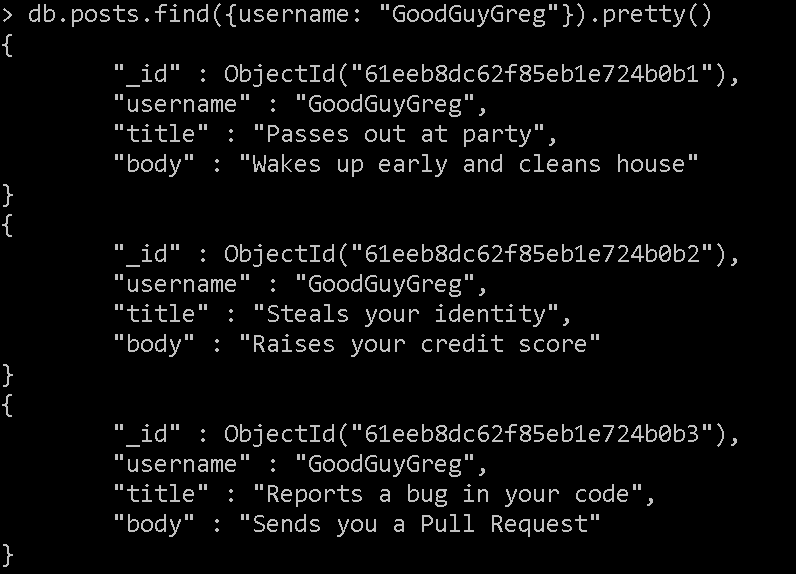 > db.posts.find({username: "GoodGuyGreg"}).pretty()
{
        "_id" : ObjectId("61eeb8dc62f85eb1e724b0b1"),
        "username" : "GoodGuyGreg",
        "title" : "Passes out at party",
        "body" : "Wakes up early and cleans house"
}
{
        "_id" : ObjectId("61eeb8dc62f85eb1e724b0b2"),
        "username" : "GoodGuyGreg",
        "title" : "Steals your identity",
        "body" : "Raises your credit score"
}
{
        "_id" : ObjectId("61eeb8dc62f85eb1e724b0b3"),
        "username" : "GoodGuyGreg",
        "title" : "Reports a bug in your code",
        "body" : "Sends you a Pull Request"
}